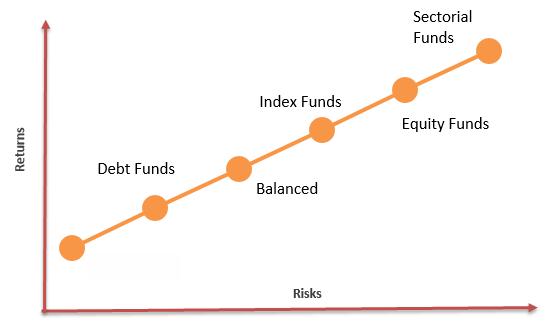 Sectorial
Funds
Index Funds
Equity Funds
Debt Funds
Balanced
Returns
Risks